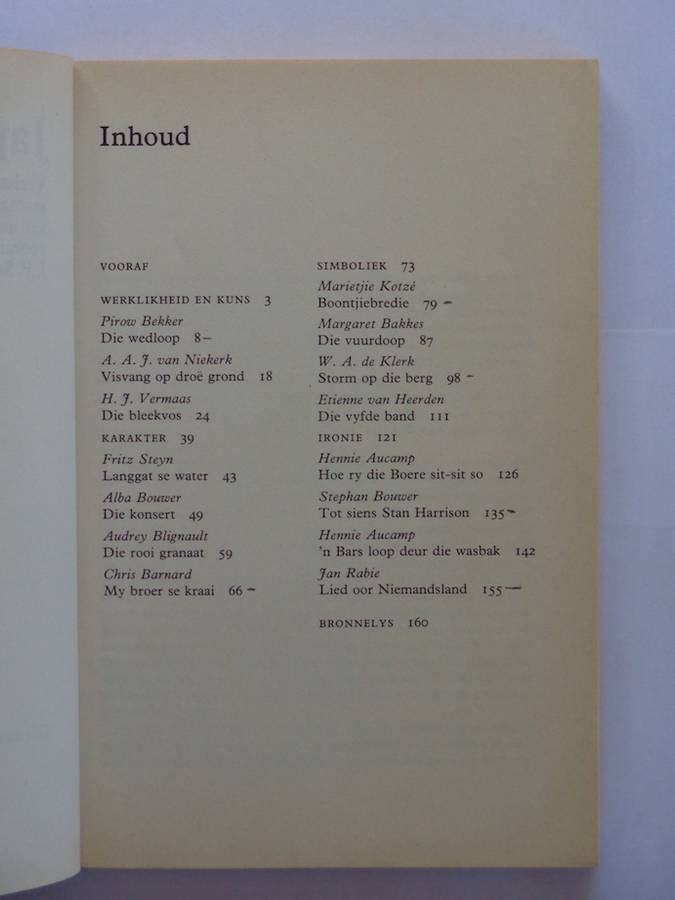 Inhoud
VOORAF
WERKLIKHEID EN KUNS 3
Pirow Bekker
Die wedloop 8 –
A. A. J. van Niekerk
Visvang op droë grond 18
H. J. Vermaas
Die bleekvos 24
KARAKTER 39
Fritz Steyn
Langgat se water 43
Alba Bouwer
Die konsert 49
Audrey Blignault
Die rooi granaat 59
Chris Barnard
My broer se kraai 66 –
SIMBOLIEK 73
Marietjie Kotzé
Boontjiebredie 79 –
Margaret Bakkes
Die vuurdoop 87
W. A. de Klerk
Storm op die berg 98 –
Etienne van Heerden
Die vyfde band 111
IRONIE 121
Hennie Aucamp
Hoe ry die Boere sit-sit so 126
Stephan Bouwer
Tot siens Stan Harrison 135 –
Hennie Aucamp
'n Bars loop deur die wasbak 142
Jan Rabie
Lied oor Niemandsland 155 –
BRONNELYS 160